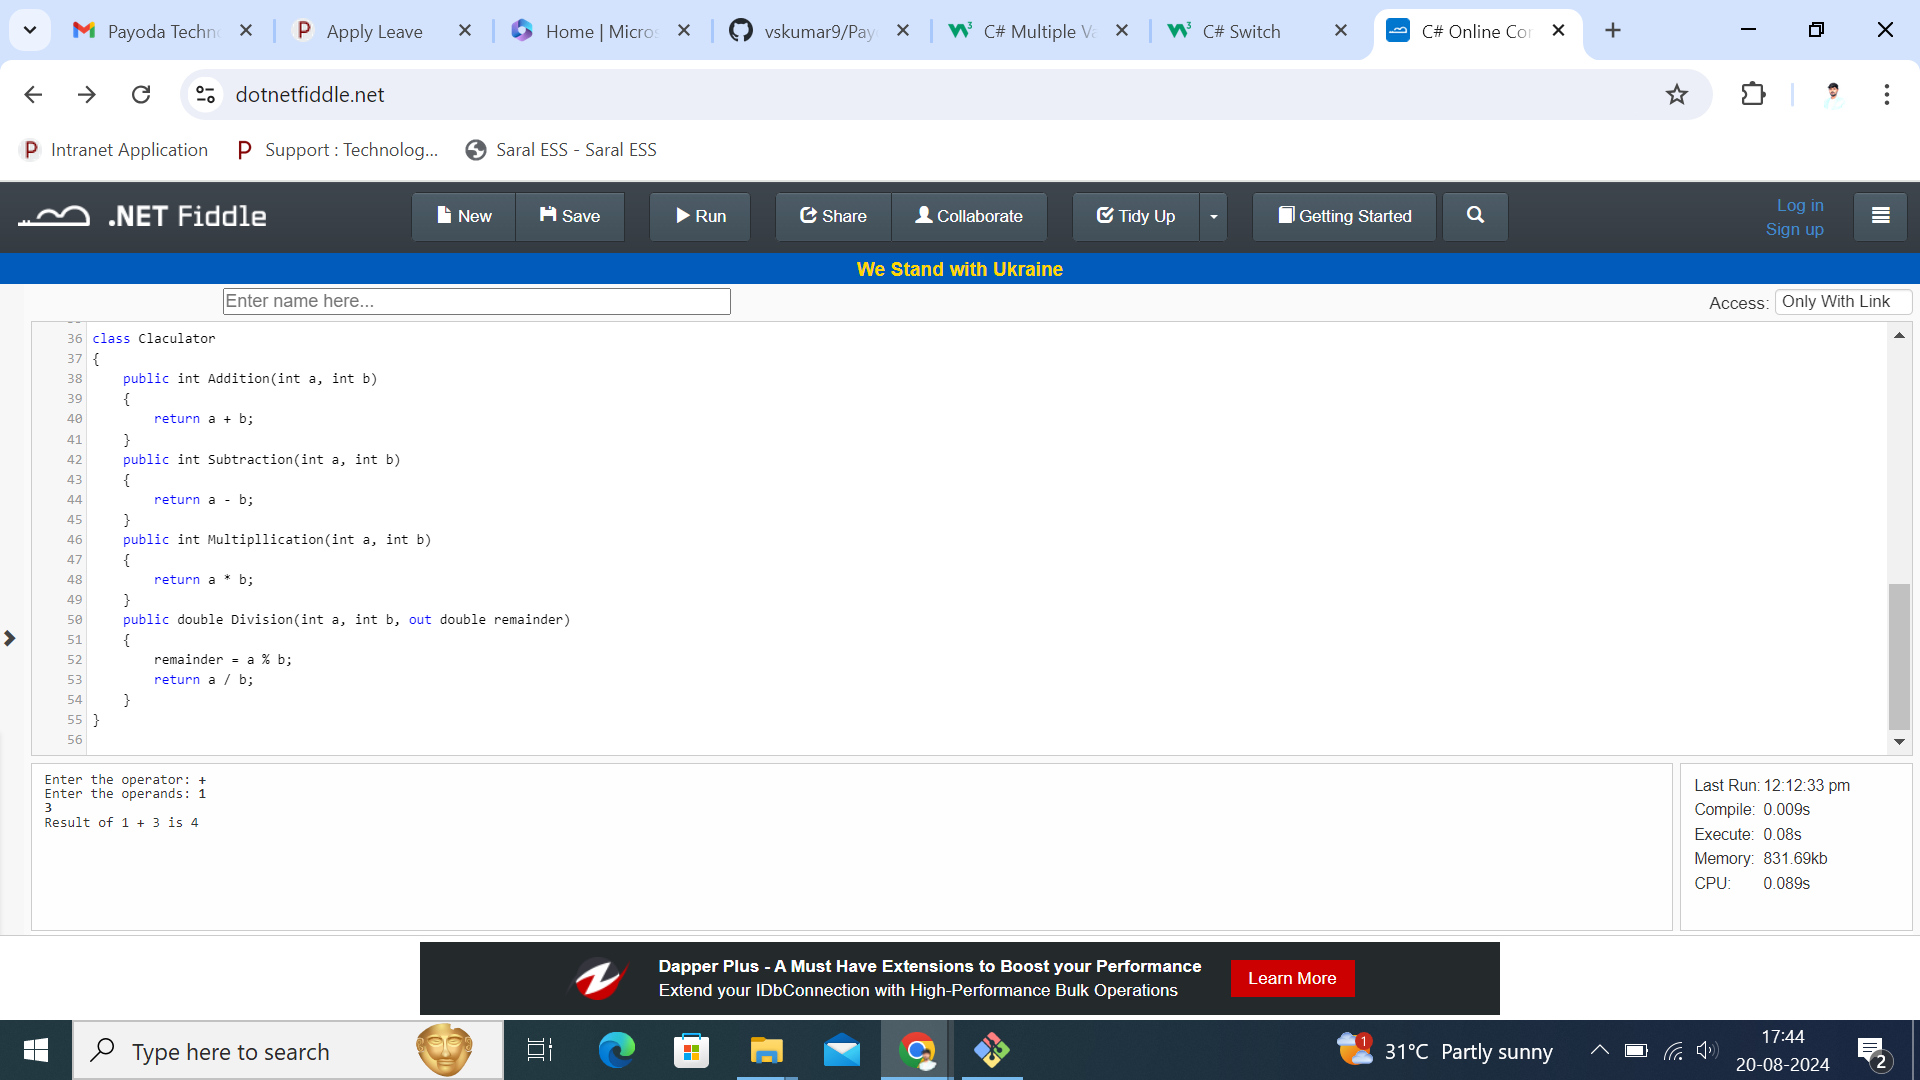 Payoda Techn
Apply Leave
Home | Micros
vskumar9/Pay
C# Multiple Va
C# Switch
C# Online Con
dotnetfiddle.net
Intranet Application
Support : Technolog...
Saral ESS - Saral ESS
.NET Fiddle
New
Save
Run
Share
Collaborate
Tidy Up
Getting Started
Log in
Sign up
We Stand with Ukraine
Enter name here...
Access: Only With Link
36 class Claculator
37 {
38 public int Addition(int a, int b)
39 {
40 return a + b;
41 }
42 public int Subtraction(int a, int b)
43 {
44 return a - b;
45 }
46 public int Multipllication(int a, int b)
47 {
48 return a * b;
49 }
50 public double Division(int a, int b, out double remainder)
51 {
52 remainder = a % b;
53 return a / b;
54 }
55 }
56
Enter the operator: +
Enter the operands: 1
3
Result of 1 + 3 is 4
Last Run: 12:12:33 pm
Compile: 0.009s
Execute: 0.08s
Memory: 831.69kb
CPU: 0.089s
Dapper Plus - A Must Have Extensions to Boost your Performance
Extend your IDbConnection with High-Performance Bulk Operations
Learn More
Type here to search
1
31°C Partly sunny
17:44
20-08-2024
2